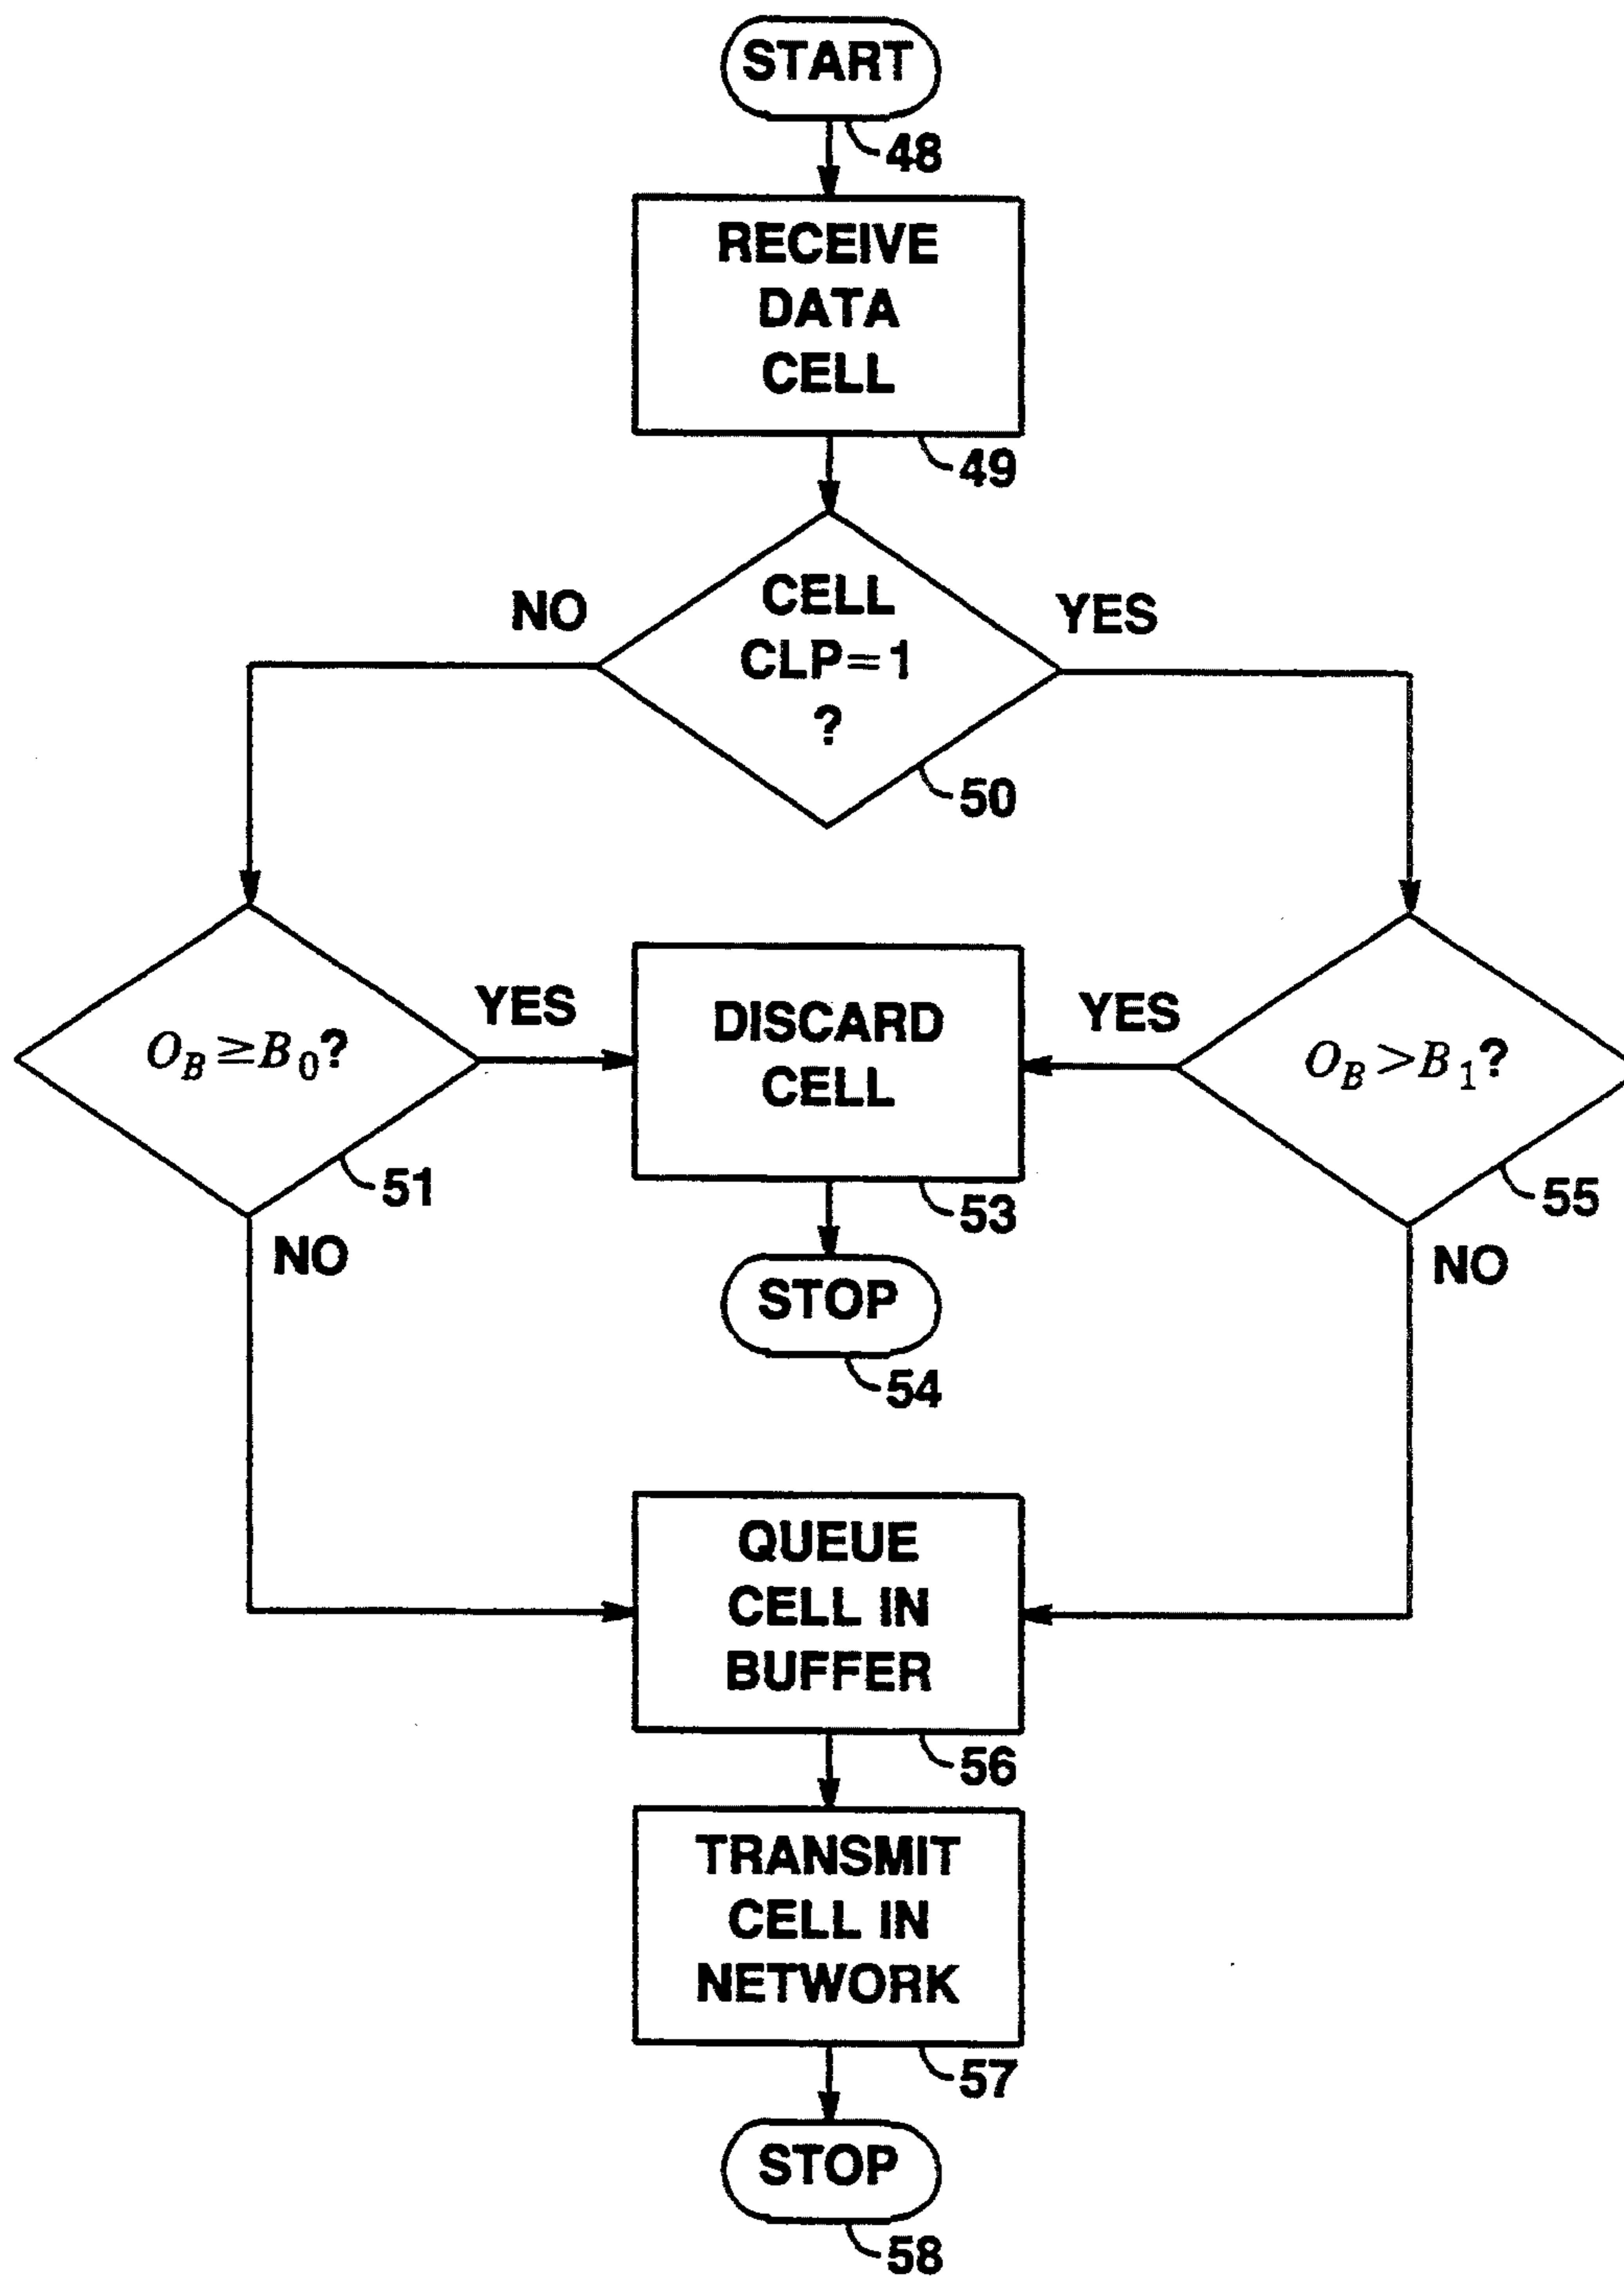 START
48
RECEIVE
DATA
CELL
49
CELL
CLP=1
?
NO
YES
50
O_B ≥B_0?
YES
DISCARD
CELL
YES
O_B >B_1?
51
53
55
NO
STOP
NO
54
QUEUE
CELL IN
BUFFER
56
TRANSMIT
CELL IN
NETWORK
57
STOP
58